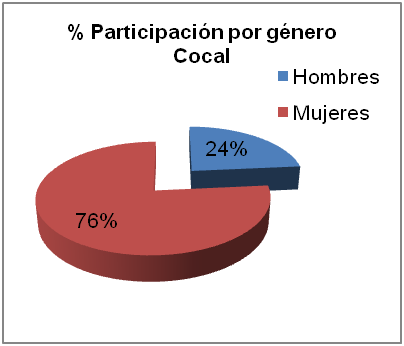 % Participación por género
Cocal
Hombres
Mujeres
24%
76%